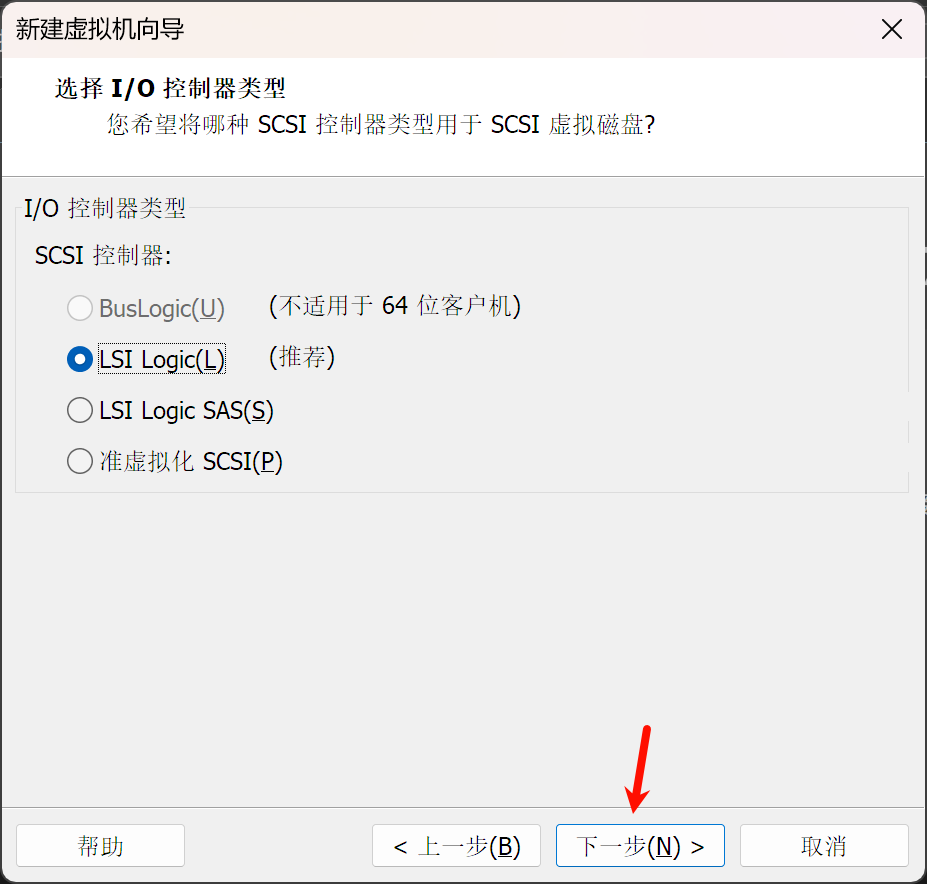 新建虚拟机向导
选择 I/O 控制器类型
您希望将哪种 SCSI 控制器类型用于 SCSI 虚拟磁盘?
I/O 控制器类型
SCSI 控制器:
BusLogic(U) (不适用于 64 位客户机)
LSI Logic(L) (推荐)
LSI Logic SAS(S)
准虚拟化 SCSI(P)
帮助 < 上一步(B) 下一步(N) > 取消